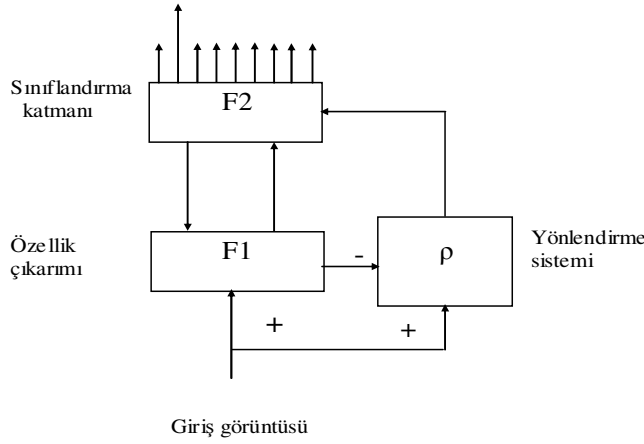 Sınıflandırma
katmanı
F2
Özellik
çıkarımı
F1
-
ρ
Yönlendirme
sistemi
+
+
Giriş görüntüsü